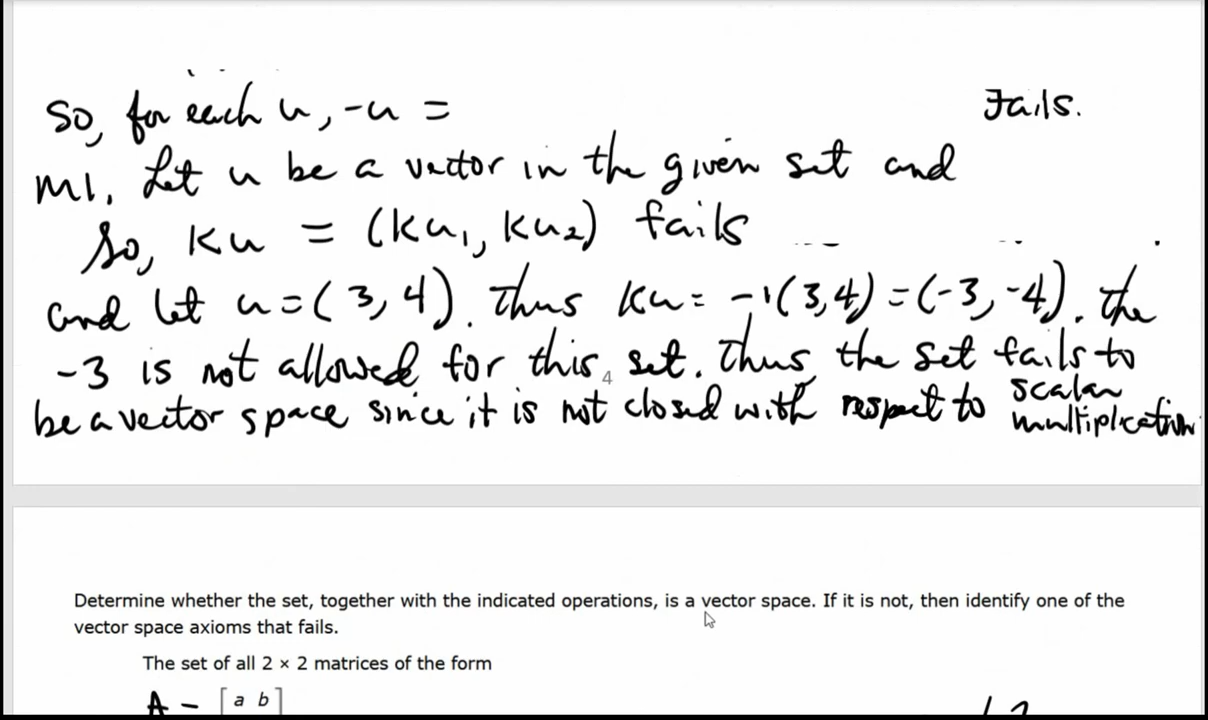 So, for each u, -u = Fails.
M1. Let u be a vector in the given set and
So, ku = (ku₁, ku₂) fails
and let u = (3, 4). Thus ku = -1(3,4) = (-3, -4). The
-3 is not allowed for this set. Thus the set fails to
4
be a vector space since it is not closed with respect to scalar multiplication
Determine whether the set, together with the indicated operations, is a vector space. If it is not, then identify one of the
vector space axioms that fails.
The set of all 2 × 2 matrices of the form
A = [a b]